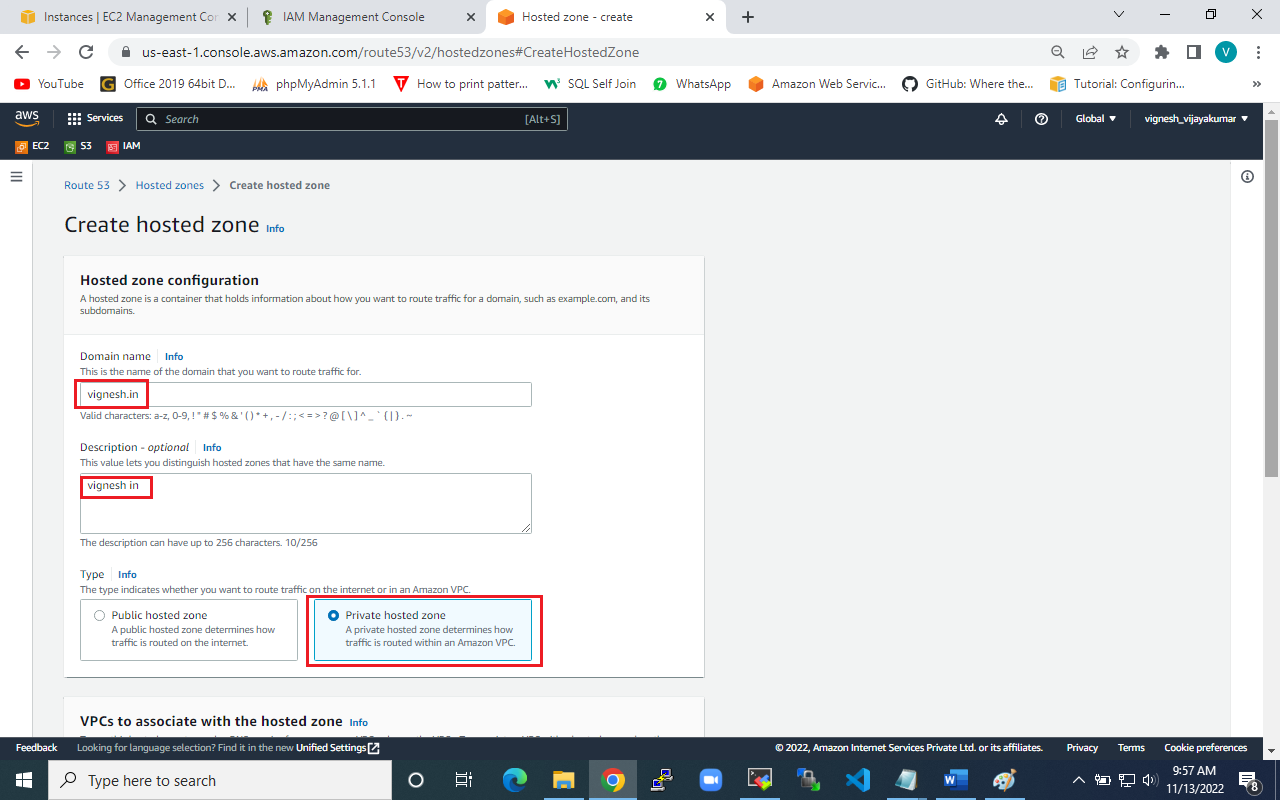 Instances | EC2 Management Con
IAM Management Console
Hosted zone - create
us-east-1.console.aws.amazon.com/route53/v2/hostedzones#CreateHostedZone
V
YouTube
G
Office 2019 64bit D...
PMA
phpMyAdmin 5.1.1
How to print patter...
SQL Self Join
7
WhatsApp
Amazon Web Servic...
GitHub: Where the...
Tutorial: Configurin...
»
aws
Services
Search
[Alt+S]
Global
vignesh_vijayakumar
EC2
S3
IAM
Route 53 > Hosted zones > Create hosted zone
Create hosted zone Info
Hosted zone configuration
A hosted zone is a container that holds information about how you want to route traffic for a domain, such as example.com, and its
subdomains.
Domain name Info
This is the name of the domain that you want to route traffic for.
vignesh.in
Valid characters: a-z, 0-9, ! " # $ % & ' ( ) * + , - / : ; < = > ? @ [ \ ] ^ _ ` { | } . ~
Description - optional Info
This value lets you distinguish hosted zones that have the same name.
vignesh in
The description can have up to 256 characters. 10/256
Type Info
The type indicates whether you want to route traffic on the internet or in an Amazon VPC.
Public hosted zone
A public hosted zone determines how
traffic is routed on the internet.
Private hosted zone
A private hosted zone determines how
traffic is routed within an Amazon VPC.
VPCs to associate with the hosted zone Info
Feedback
Looking for language selection? Find it in the new Unified Settings
© 2022, Amazon Internet Services Private Ltd. or its affiliates.
Privacy
Terms
Cookie preferences
Type here to search
9:57 AM
11/13/2022
8